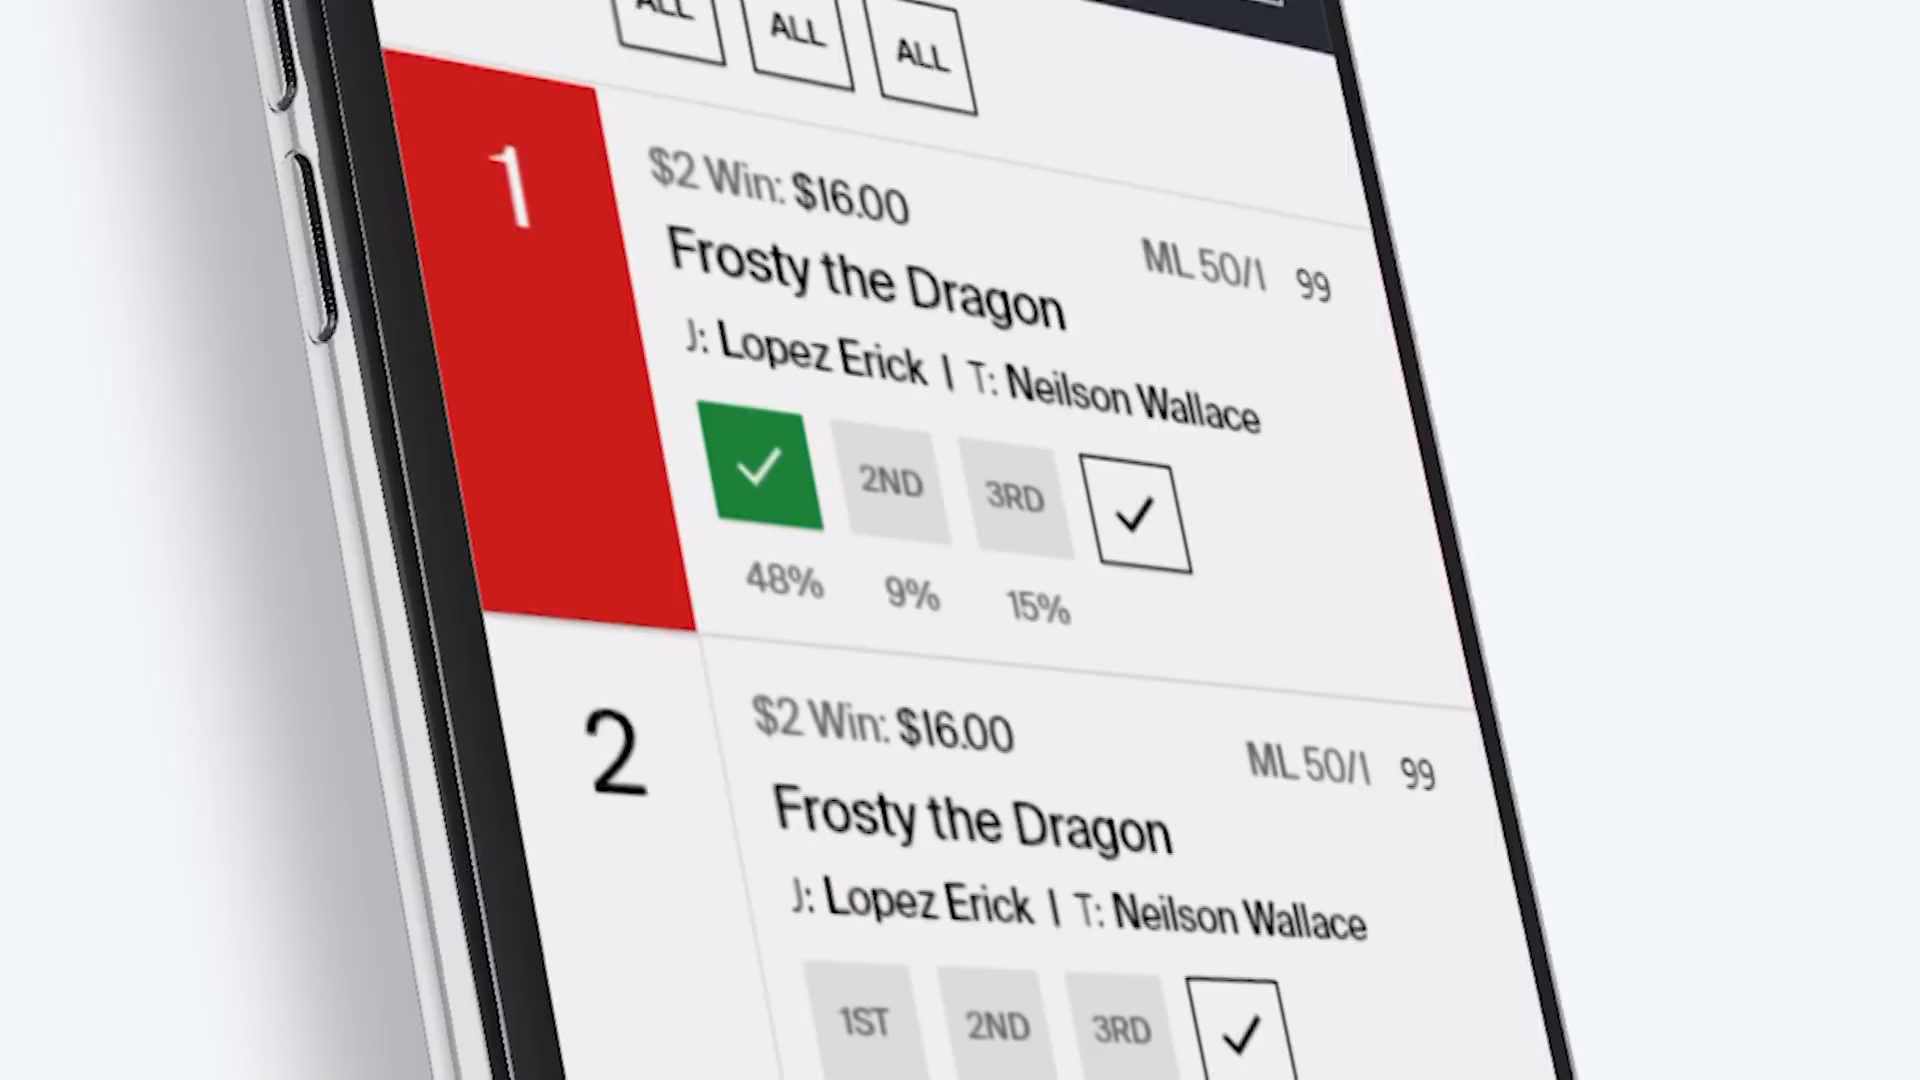 ALL ALL ALL
1
$2 Win: $16.00
Frosty the Dragon
ML 50/1 99
J: Lopez Erick | T: Neilson Wallace
2ND 3RD
48% 9% 15%
2
$2 Win: $16.00
ML 50/1 99
Frosty the Dragon
J: Lopez Erick | T: Neilson Wallace
1ST 2ND 3RD